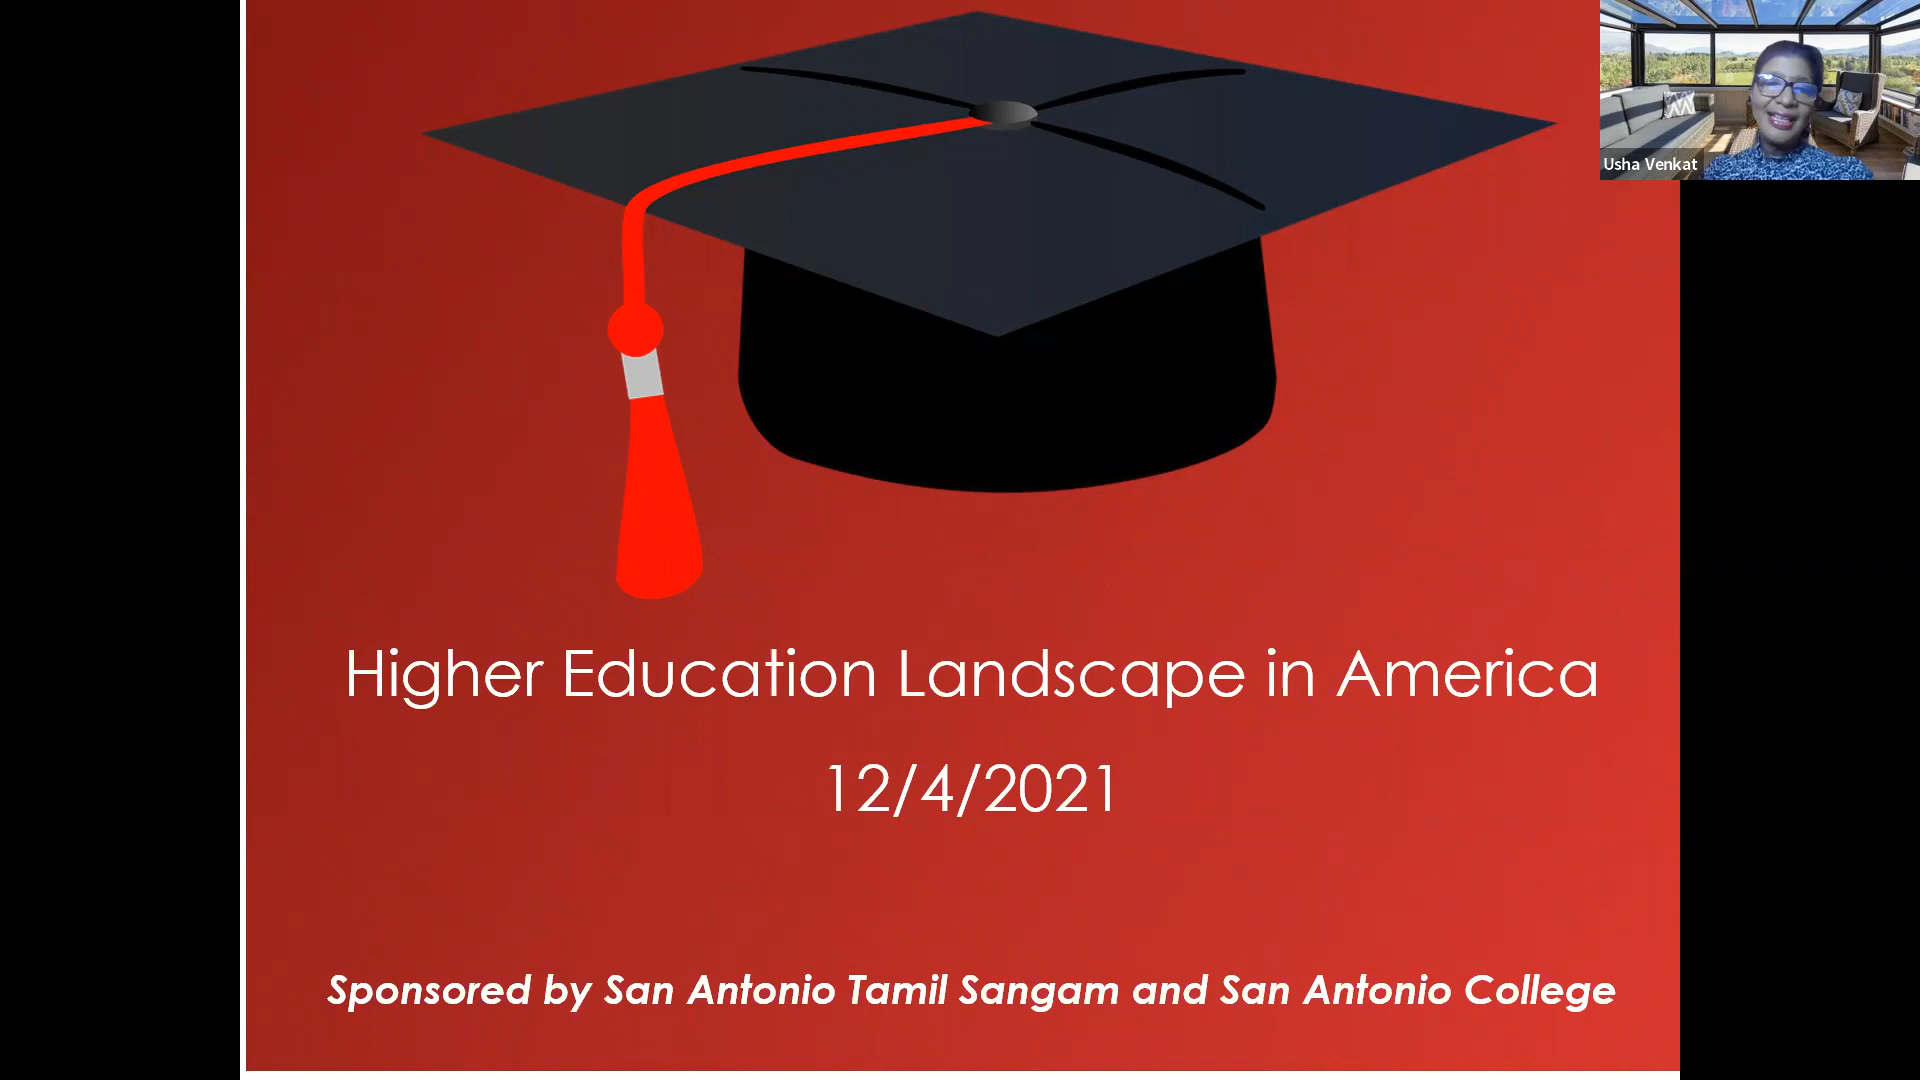 Usha Venkat
Higher Education Landscape in America
12/4/2021
Sponsored by San Antonio Tamil Sangam and San Antonio College